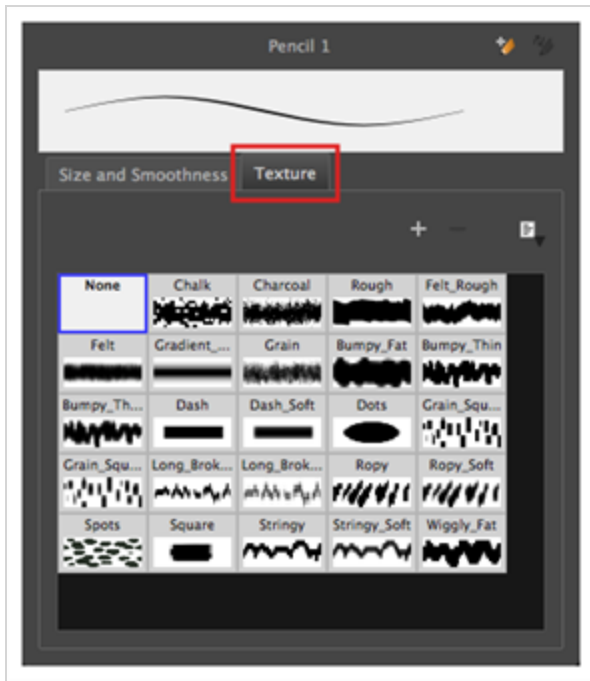 Pencil 1
Size and Smoothness Texture
None Chalk Charcoal Rough Felt_Rough
Felt Gradient_... Grain Bumpy_Fat Bumpy_Thin
Bumpy_Th... Dash Dash_Soft Dots Grain_Squ...
Grain_Squ... Long_Brok... Long_Brok... Ropy Ropy_Soft
Spots Square Stringy Stringy_Soft Wiggly_Fat